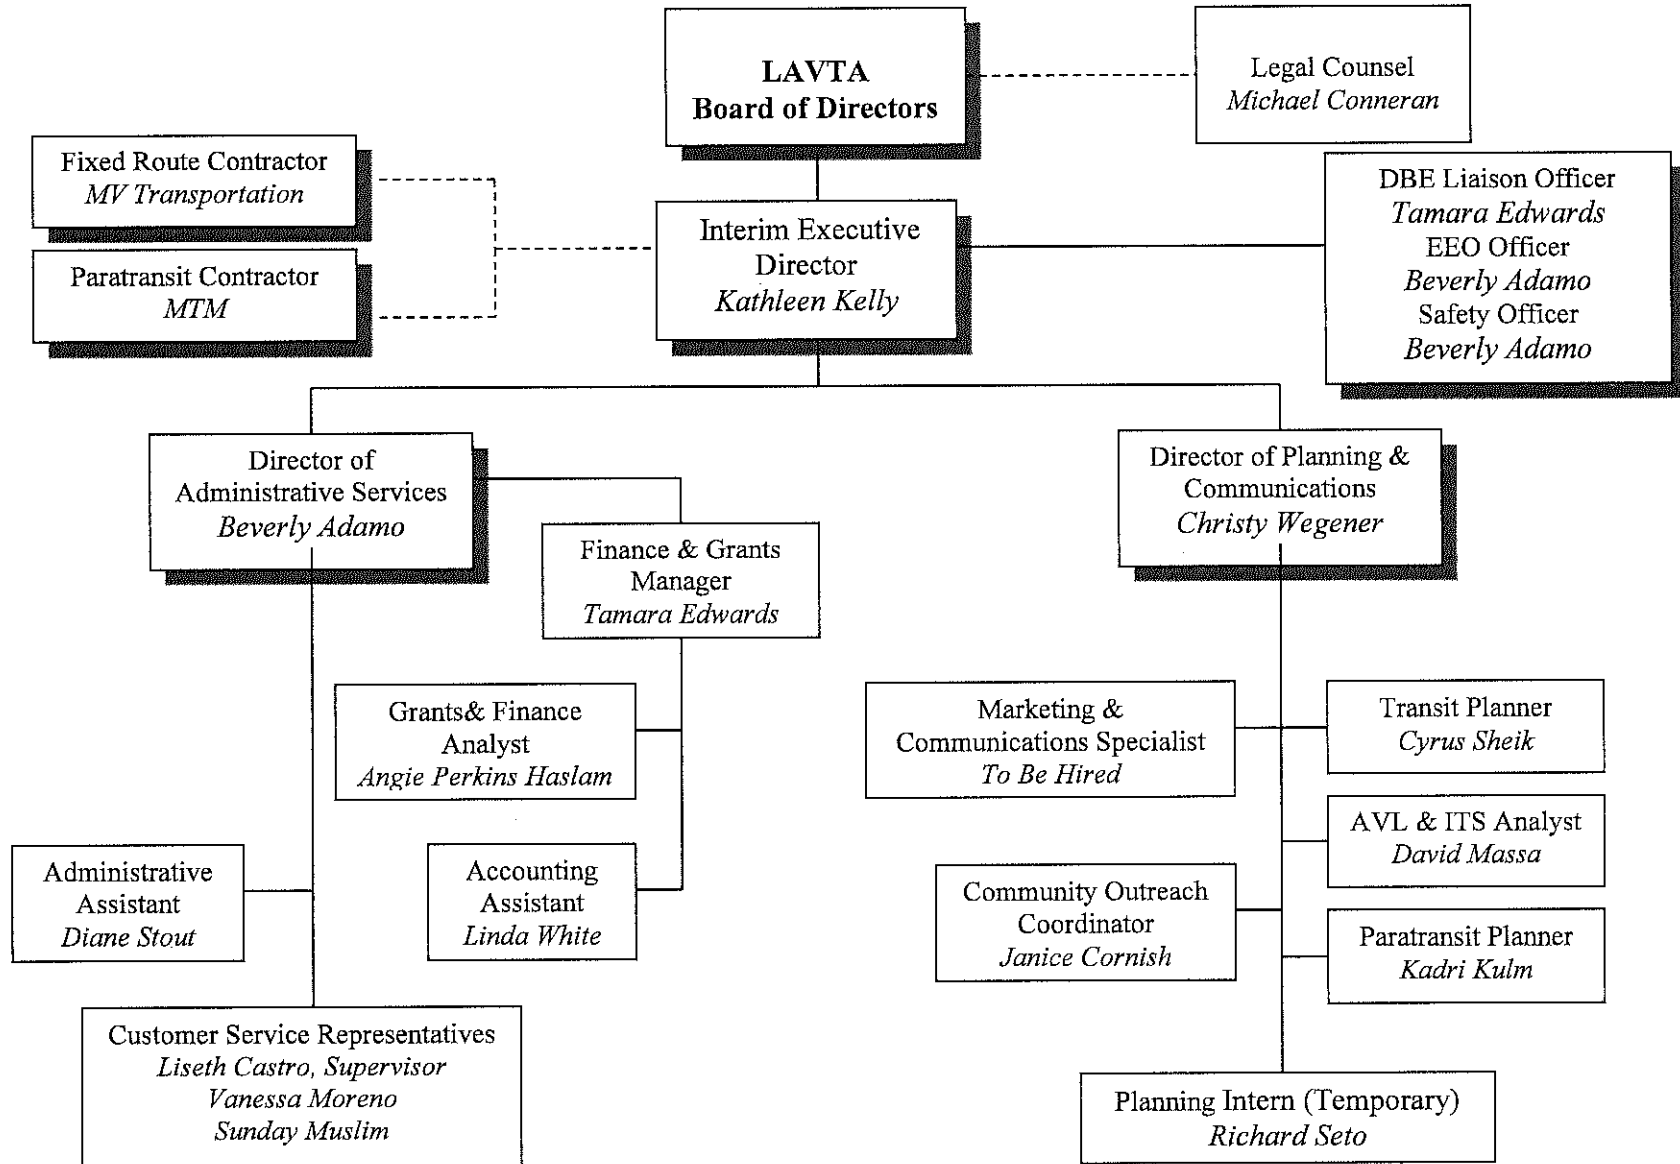 LAVTA
Board of Directors
Legal Counsel
Michael Conneran
Fixed Route Contractor
MV Transportation
Paratransit Contractor
MTM
Interim Executive
Director
Kathleen Kelly
DBE Liaison Officer
Tamara Edwards
EEO Officer
Beverly Adamo
Safety Officer
Beverly Adamo
Director of
Administrative Services
Beverly Adamo
Finance & Grants
Manager
Tamara Edwards
Grants& Finance
Analyst
Angie Perkins Haslam
Accounting
Assistant
Linda White
Administrative
Assistant
Diane Stout
Customer Service Representatives
Liseth Castro, Supervisor
Vanessa Moreno
Sunday Muslim
Director of Planning &
Communications
Christy Wegener
Marketing &
Communications Specialist
To Be Hired
Transit Planner
Cyrus Sheik
AVL & ITS Analyst
David Massa
Community Outreach
Coordinator
Janice Cornish
Paratransit Planner
Kadri Kulm
Planning Intern (Temporary)
Richard Seto